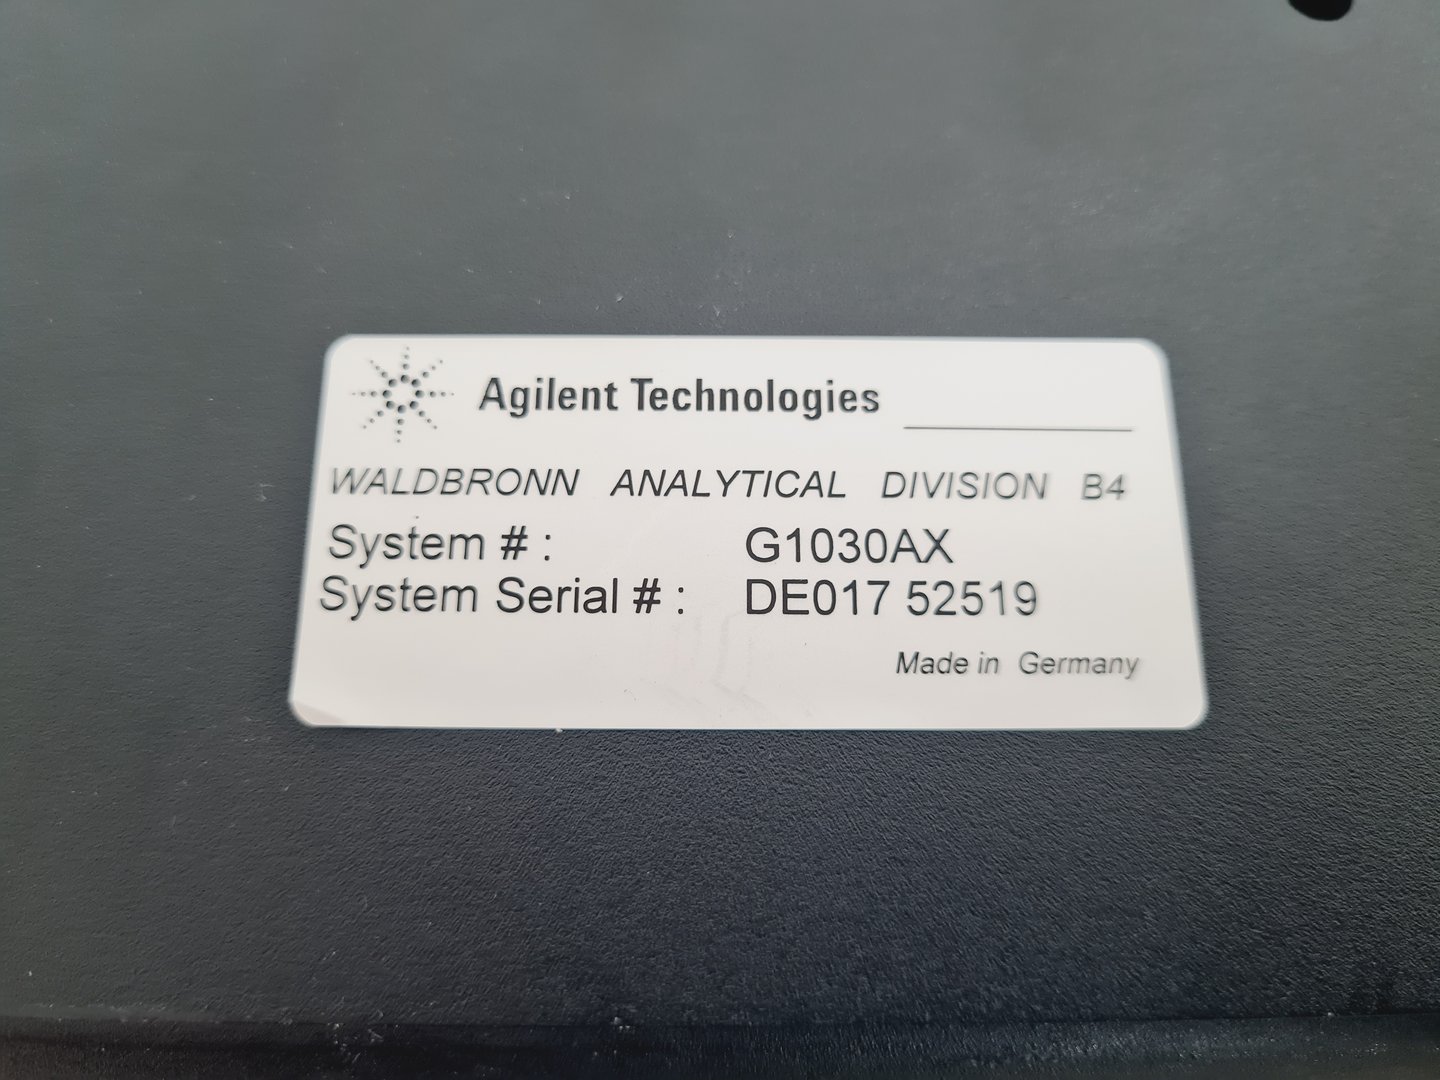 Agilent Technologies
WALDBRONN ANALYTICAL DIVISION B4
System # : G1030AX
System Serial # : DE017 52519
Made in Germany